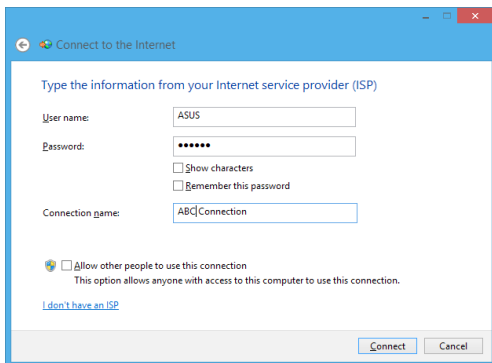 Connect to the Internet
Type the information from your Internet service provider (ISP)
User name: ASUS
Password: ••••••
Show characters
Remember this password
Connection name: ABC Connection
Allow other people to use this connection
This option allows anyone with access to this computer to use this connection.
I don't have an ISP
Connect Cancel